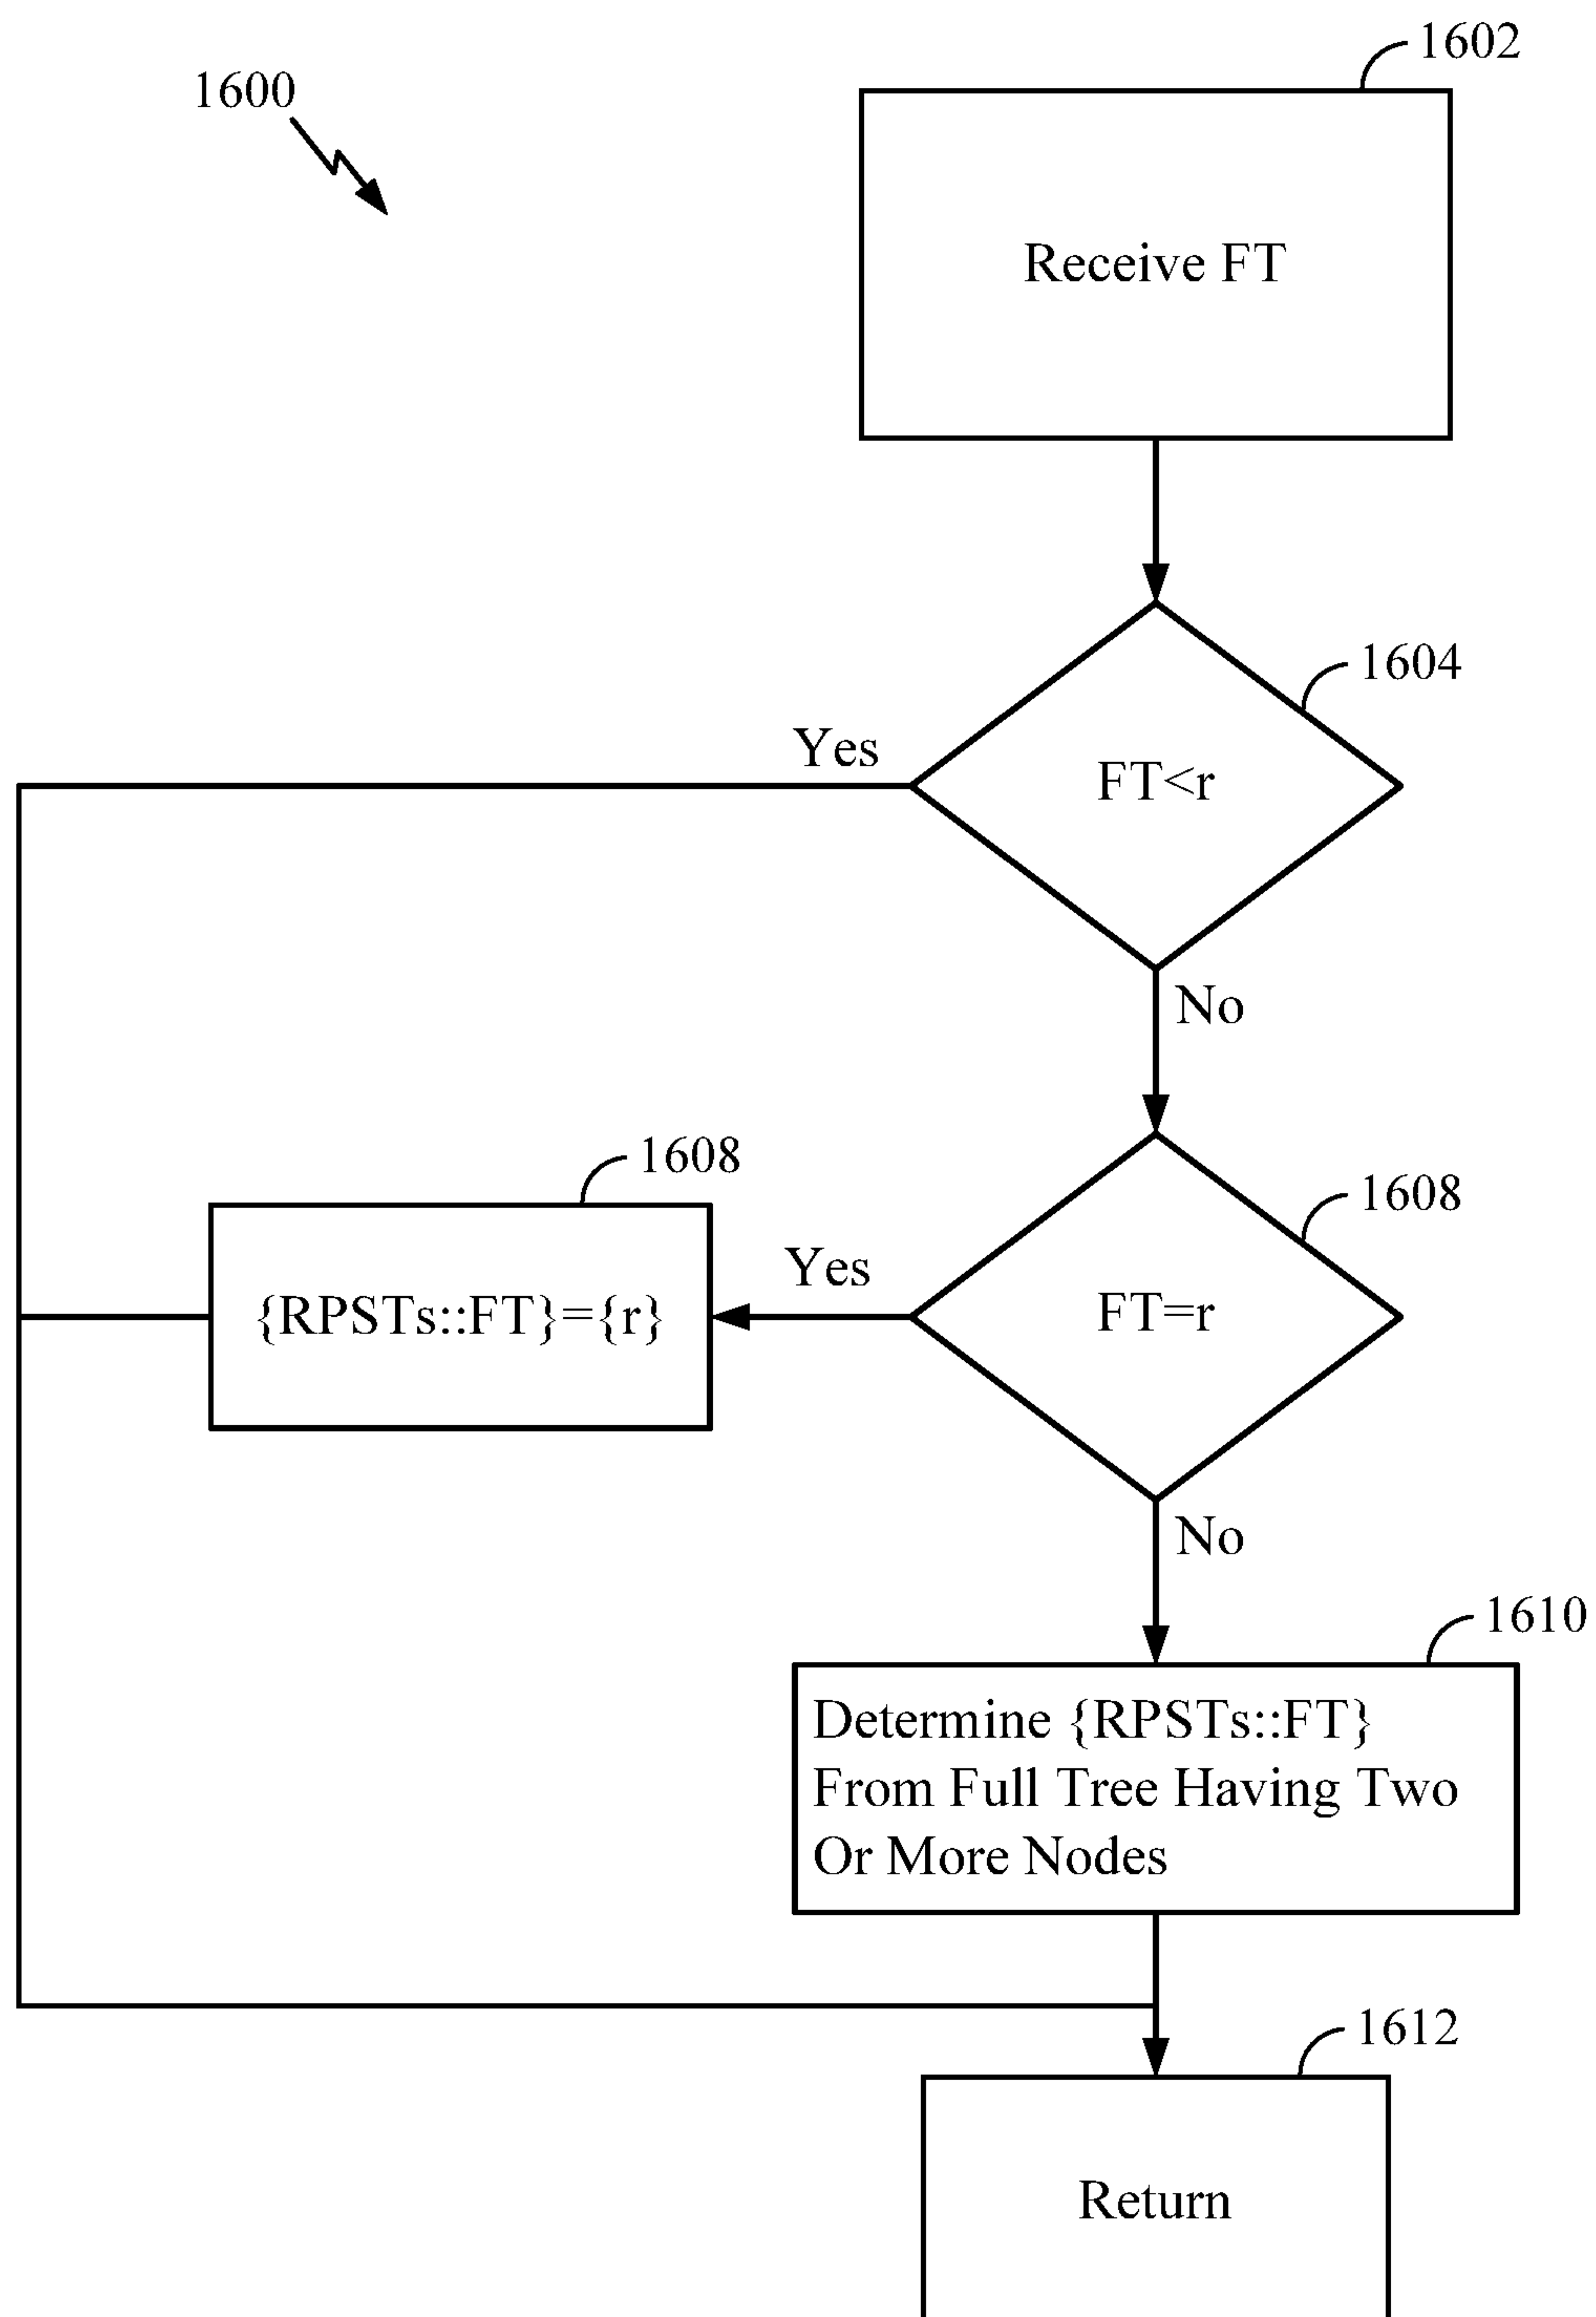 1602
1600
Receive FT
1604
Yes
FT<r
No
1608
1608
Yes
{RPSTs::FT}={r}
FT=r
No
1610
Determine {RPSTs::FT}
From Full Tree Having Two
Or More Nodes
1612
Return